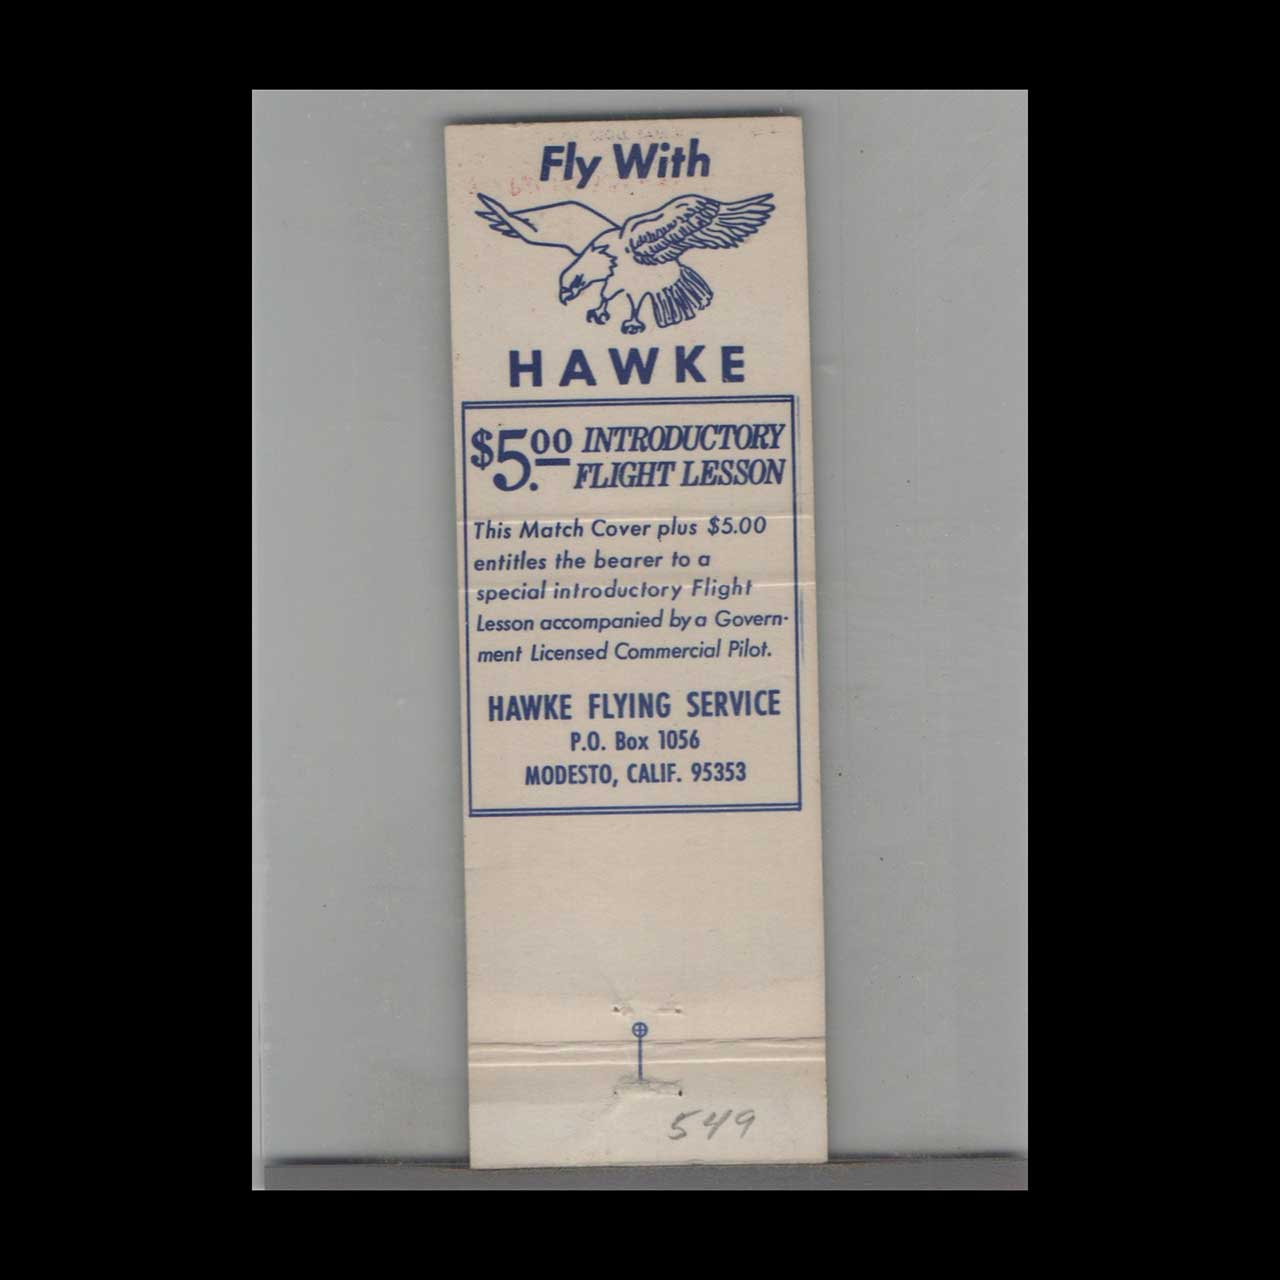 Fly With
HAWKE
$5.00 INTRODUCTORY
FLIGHT LESSON
This Match Cover plus $5.00
entitles the bearer to a
special introductory Flight
Lesson accompanied by a Govern-
ment Licensed Commercial Pilot.
HAWKE FLYING SERVICE
P.O. Box 1056
MODESTO, CALIF. 95353
549